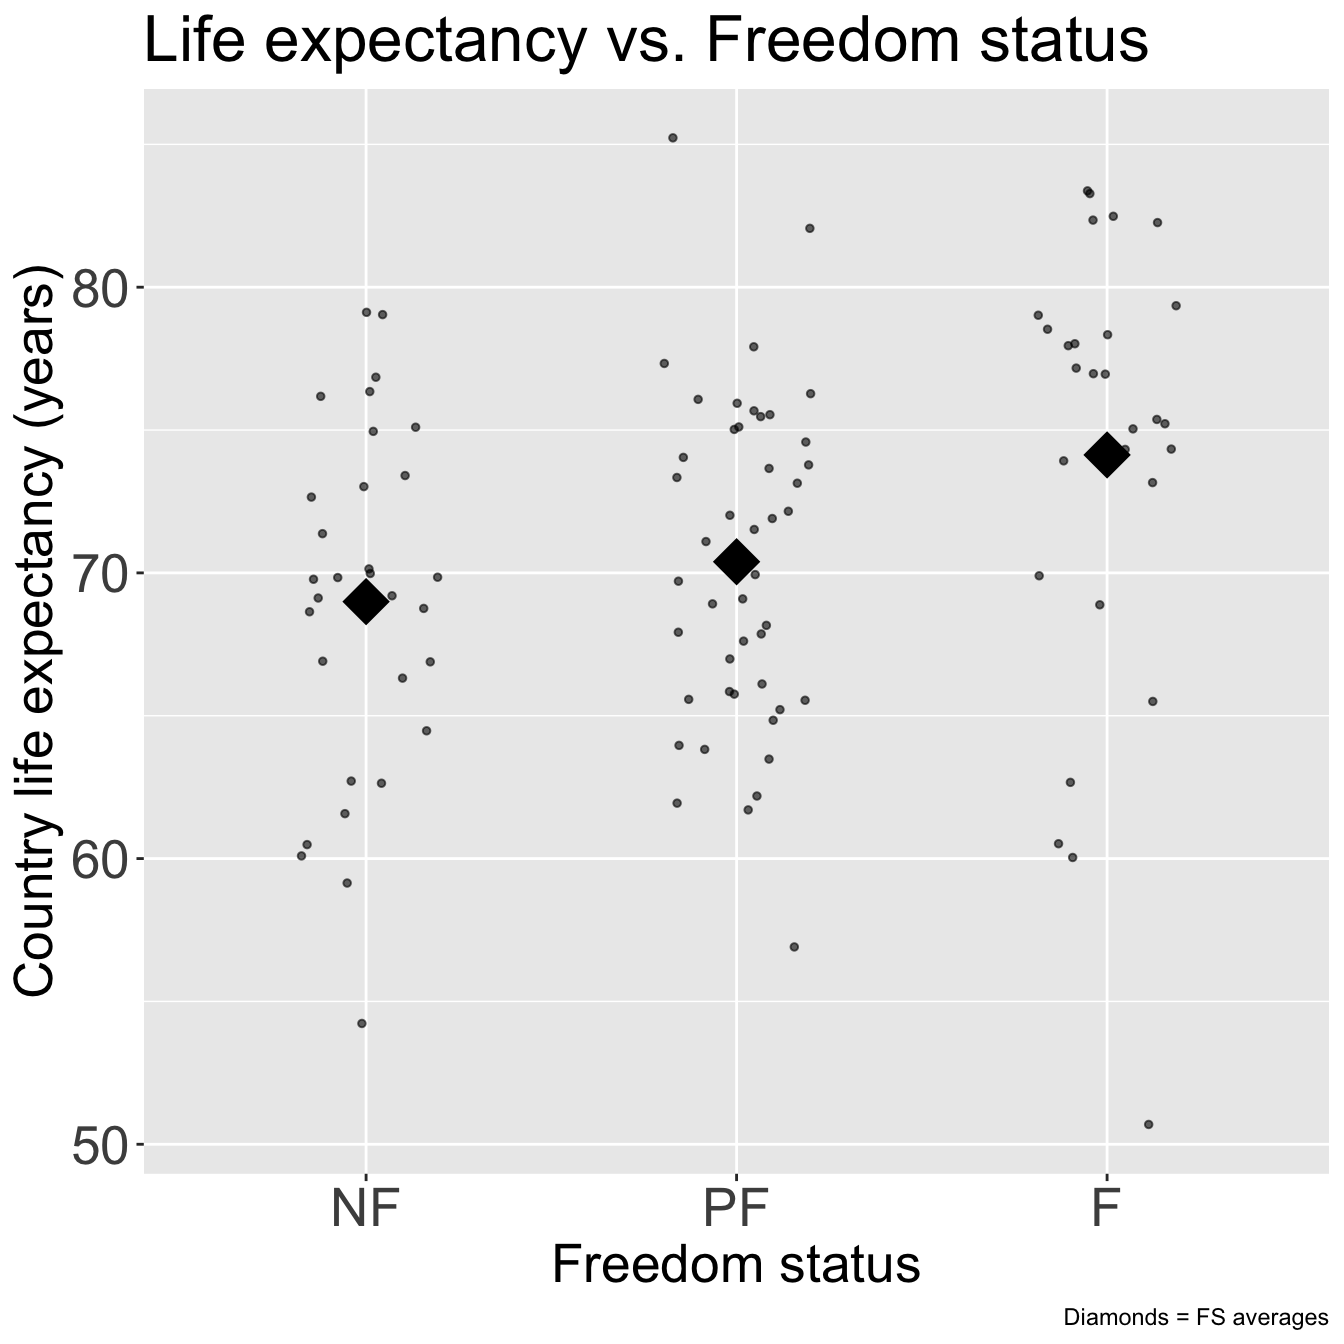 Life expectancy vs. Freedom status
Country life expectancy (years)
80
70
60
50
NF PF F
Freedom status
Diamonds = FS averages